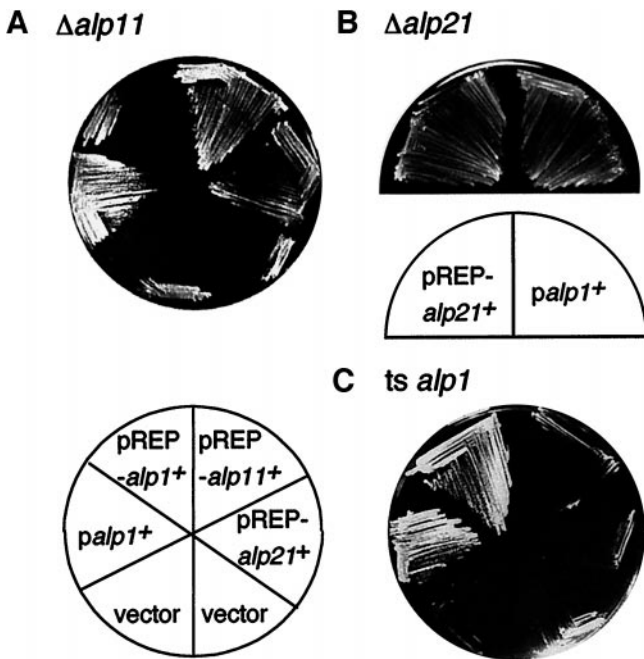 A Δalp11
B Δalp21
pREP-
alp21+
palp1+
C ts alp1
pREP
-alp1+
pREP
-alp11+
palp1+
pREP-
alp21+
vector
vector